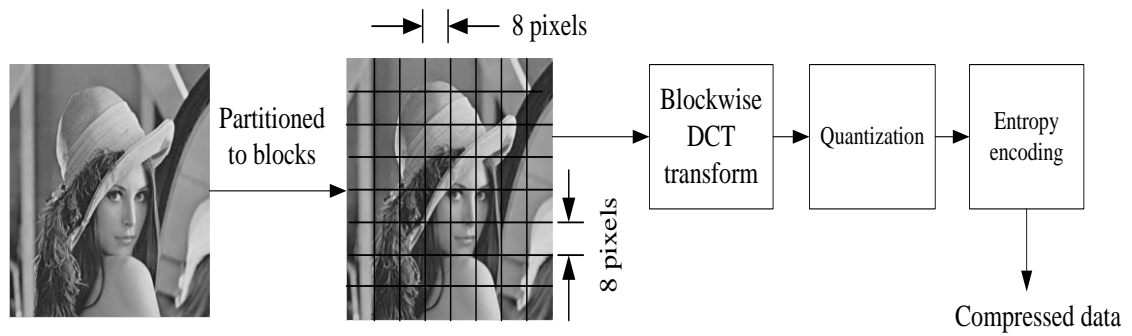 8 pixels
Partitioned
to blocks
8 pixels
Blockwise
DCT
transform
Quantization
Entropy
encoding
Compressed data